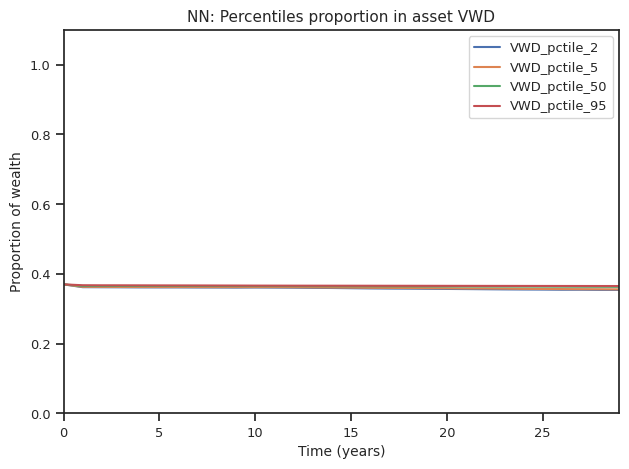 NN: Percentiles proportion in asset VWD
VWD_pctile_2
VWD_pctile_5
VWD_pctile_50
VWD_pctile_95
Proportion of wealth
1.0
0.8
0.6
0.4
0.2
0.0
0 5 10 15 20 25
Time (years)